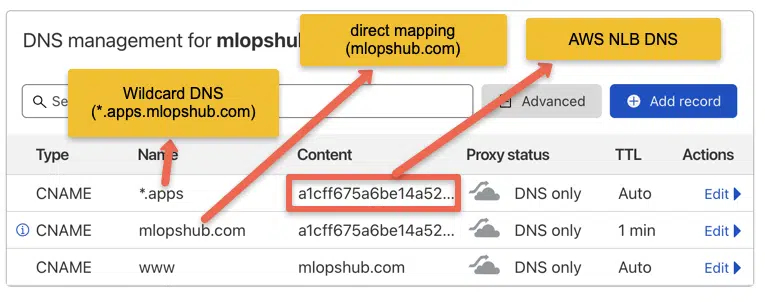 direct mapping
(mlopshub.com)
AWS NLB DNS
DNS management for mlopshu
Wildcard DNS
(*.apps.mlopshub.com)
Se
Advanced
Add record
Type Name Content Proxy status TTL Actions
CNAME *.apps a1cff675a6be14a52... DNS only Auto Edit
CNAME mlopshub.com a1cff675a6be14a52... DNS only 1 min Edit
CNAME www mlopshub.com DNS only Auto Edit